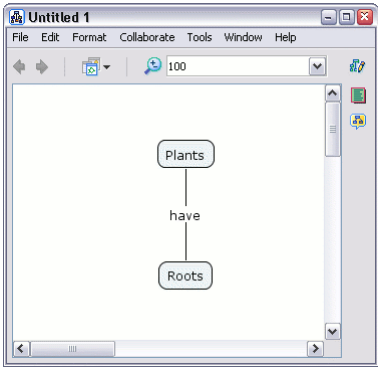 Untitled 1
File Edit Format Collaborate Tools Window Help
100
Plants
have
Roots